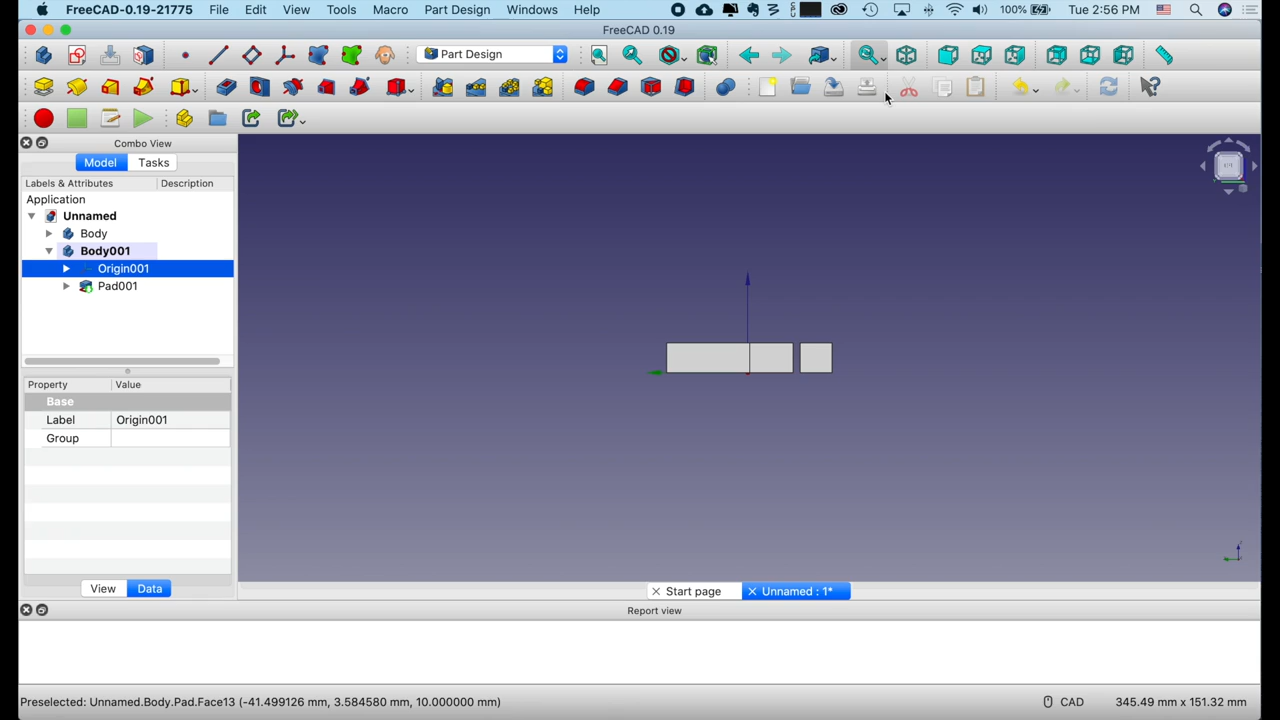 FreeCAD-0.19-21775 File Edit View Tools Macro Part Design Windows Help 100% Tue 2:56 PM
FreeCAD 0.19
Part Design
Combo View
Model Tasks
Labels & Attributes Description
Application
Unnamed
Body
Body001
Origin001
Pad001
Property Value
Base
Label Origin001
Group
View Data
Start page Unnamed : 1*
Report view
Preselected: Unnamed.Body.Pad.Face13 (-41.499126 mm, 3.584580 mm, 10.000000 mm) CAD 345.49 mm x 151.32 mm